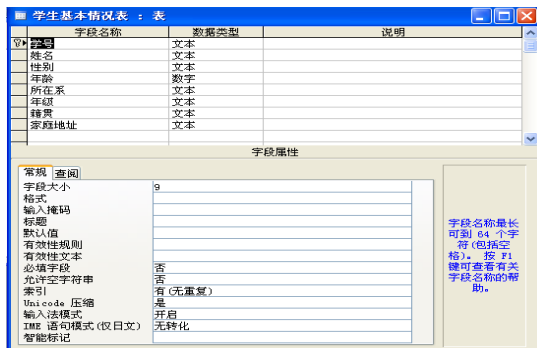 学生基本情况表 : 表
字段名称 数据类型 说明
学号 文本
姓名 文本
性别 文本
年龄 数字
所在系 文本
年级 文本
籍贯 文本
家庭地址 文本
字段属性
常规 查阅
字段大小 9
格式
输入掩码
标题
默认值
有效性规则
有效性文本
必填字段 否
允许空字符串 否
索引 有(无重复)
Unicode 压缩 是
输入法模式 开启
IME 语句模式(仅日文) 无转化
智能标记
字段名称最长
可到 64 个字
符(包括空
格)。 按 F1
键可查看有关
字段名称的帮
助。